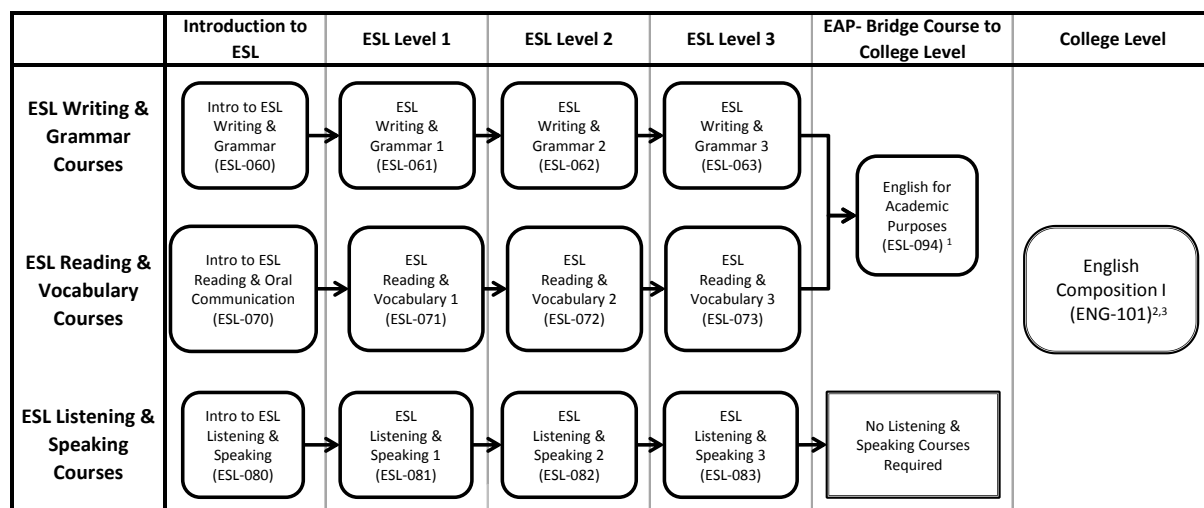 Introduction to
ESL
ESL Level 1
ESL Level 2
ESL Level 3
EAP- Bridge Course to
College Level
College Level
ESL Writing &
Grammar
Courses
Intro to ESL
Writing &
Grammar
(ESL-060)
ESL
Writing &
Grammar 1
(ESL-061)
ESL
Writing &
Grammar 2
(ESL-062)
ESL
Writing &
Grammar 3
(ESL-063)
English for
Academic
Purposes
(ESL-094) 1
ESL Reading &
Vocabulary
Courses
Intro to ESL
Reading & Oral
Communication
(ESL-070)
ESL
Reading &
Vocabulary 1
(ESL-071)
ESL
Reading &
Vocabulary 2
(ESL-072)
ESL
Reading &
Vocabulary 3
(ESL-073)
English
Composition I
(ENG-101)2,3
ESL Listening &
Speaking
Courses
Intro to ESL
Listening &
Speaking
(ESL-080)
ESL
Listening &
Speaking 1
(ESL-081)
ESL
Listening &
Speaking 2
(ESL-082)
ESL
Listening &
Speaking 3
(ESL-083)
No Listening &
Speaking Courses
Required